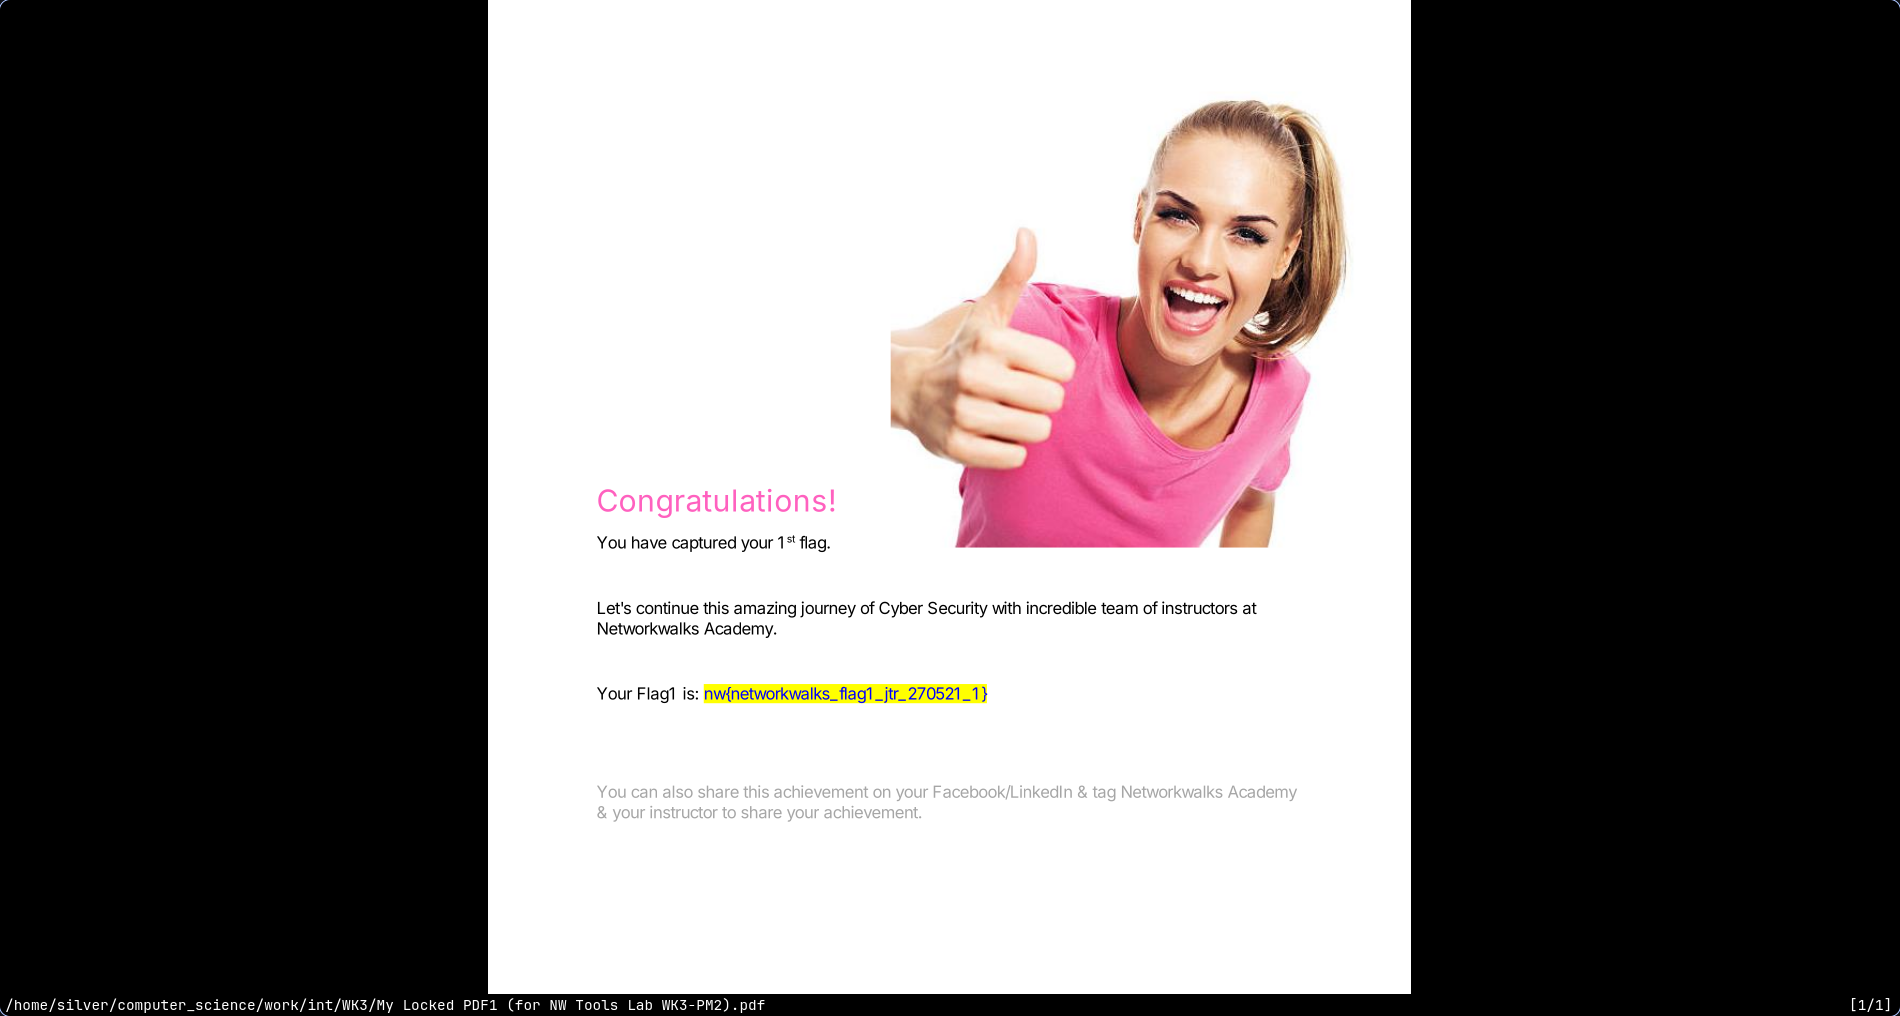 Congratulations!
You have captured your 1st flag.
Let's continue this amazing journey of Cyber Security with incredible team of instructors at
Networkwalks Academy.
Your Flag1 is: nw{networkwalks_flag1_jtr_270521_1}
You can also share this achievement on your Facebook/LinkedIn & tag Networkwalks Academy
& your instructor to share your achievement.
/home/silver/computer_science/work/int/WK3/My Locked PDF1 (for NW Tools Lab WK3-PM2).pdf [1/1]